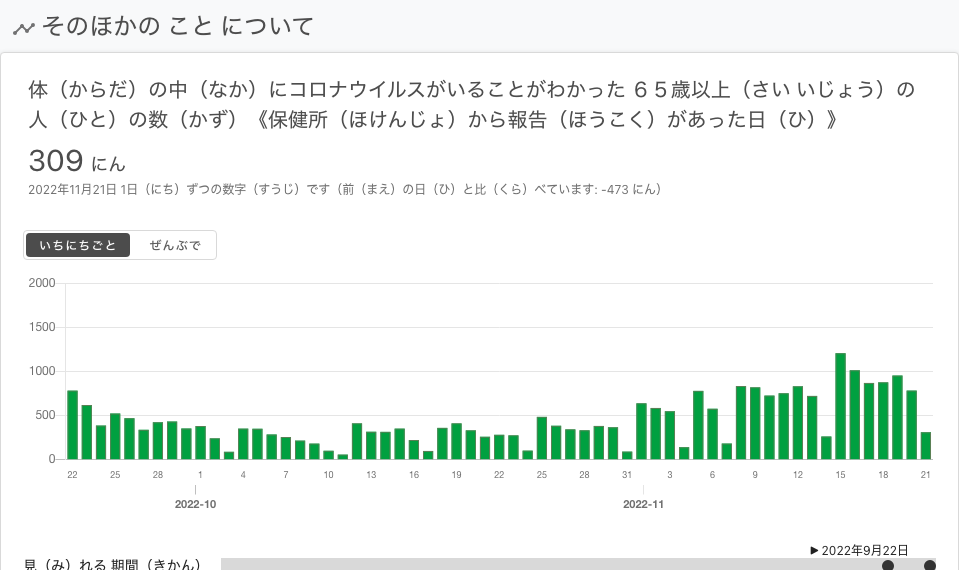 そのほかの こと について
体（からだ）の中（なか）にコロナウイルスがいることがわかった ６５歳以上（さい いじょう）の
人（ひと）の数（かず）《保健所（ほけんじょ）から報告（ほうこく）があった日（ひ）》
309 にん
2022年11月21日 1日（にち）ずつの数字（すうじ）です（前（まえ）の日（ひ）と比（くら）べています: -473 にん）
いちにちごと ぜんぶで
2000
1500
1000
500
0
22 25 28 1 4 7 10 13 16 19 22 25 28 31 3 6 9 12 15 18 21
2022-10 2022-11
▶ 2022年9月22日
見（み）れる 期間（きかん）